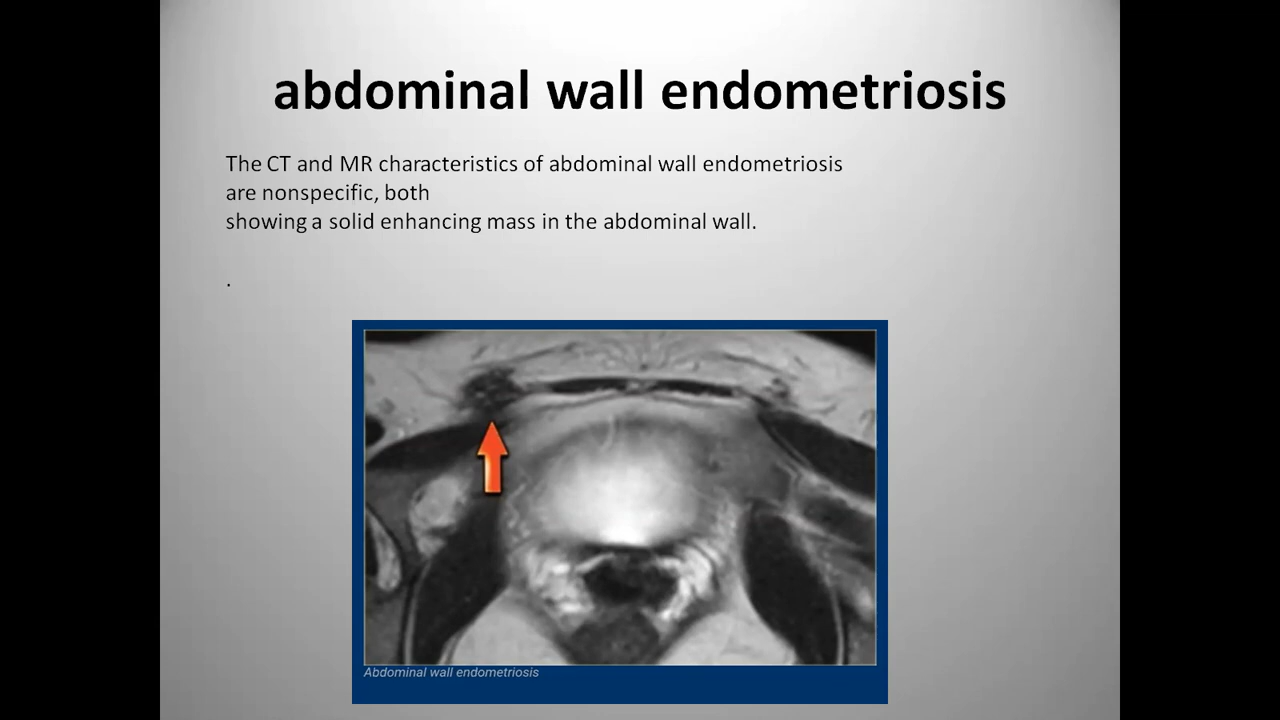 abdominal wall endometriosis
The CT and MR characteristics of abdominal wall endometriosis
are nonspecific, both
showing a solid enhancing mass in the abdominal wall.
.
Abdominal wall endometriosis